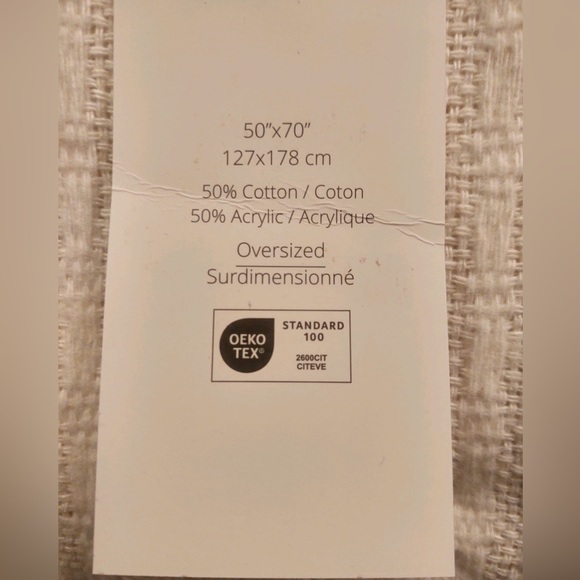 50”x70”
127x178 cm
50% Cotton / Coton
50% Acrylic / Acrylique
Oversized
Surdimensionné
OEKO
TEX®
STANDARD
100
2600CIT
CITEVE